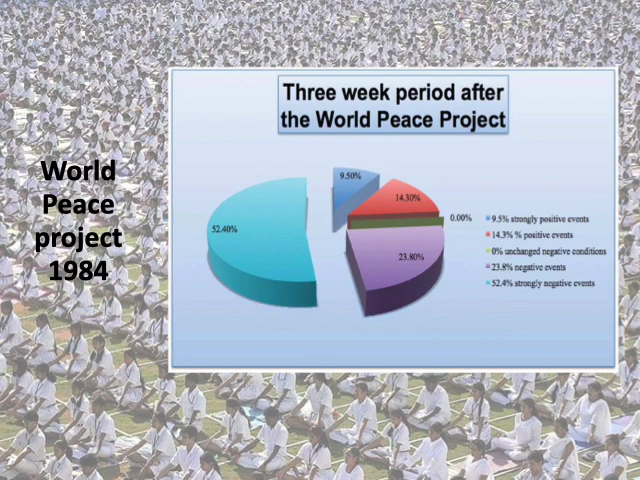 World
Peace
project
1984
Three week period after
the World Peace Project
9.50%
14.30%
0.00%
23.80%
52.40%
9.5% strongly positive events
14.3% % positive events
0% unchanged negative conditions
23.8% negative events
52.4% strongly negative events